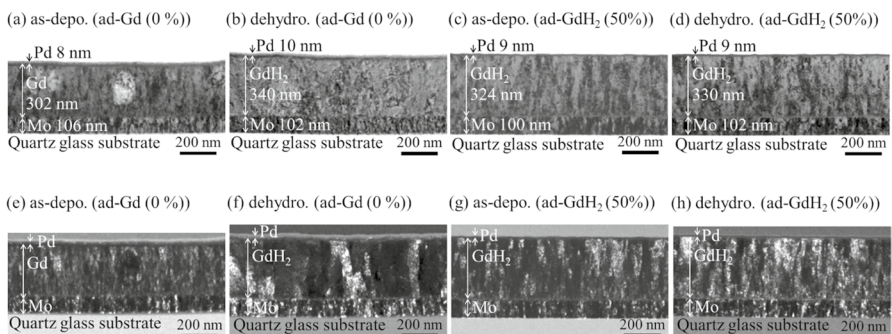 (a) as-depo. (ad-Gd (0 %))
Pd 8 nm
Gd
302 nm
Mo 106 nm
Quartz glass substrate
200 nm
(b) dehydro. (ad-Gd (0 %))
Pd 10 nm
GdH2
340 nm
Mo 102 nm
Quartz glass substrate
200 nm
(c) as-depo. (ad-GdH2 (50%))
Pd 9 nm
GdH2
324 nm
Mo 100 nm
Quartz glass substrate
200 nm
(d) dehydro. (ad-GdH2 (50%))
Pd 9 nm
GdH2
330 nm
Mo 102 nm
Quartz glass substrate
200 nm
(e) as-depo. (ad-Gd (0 %))
Pd
Gd
Mo
Quartz glass substrate
200 nm
(f) dehydro. (ad-Gd (0 %))
Pd
GdH2
Mo
Quartz glass substrate
200 nm
(g) as-depo. (ad-GdH2 (50%))
Pd
GdH2
Mo
Quartz glass substrate
200 nm
(h) dehydro. (ad-GdH2 (50%))
Pd
GdH2
Mo
Quartz glass substrate
200 nm